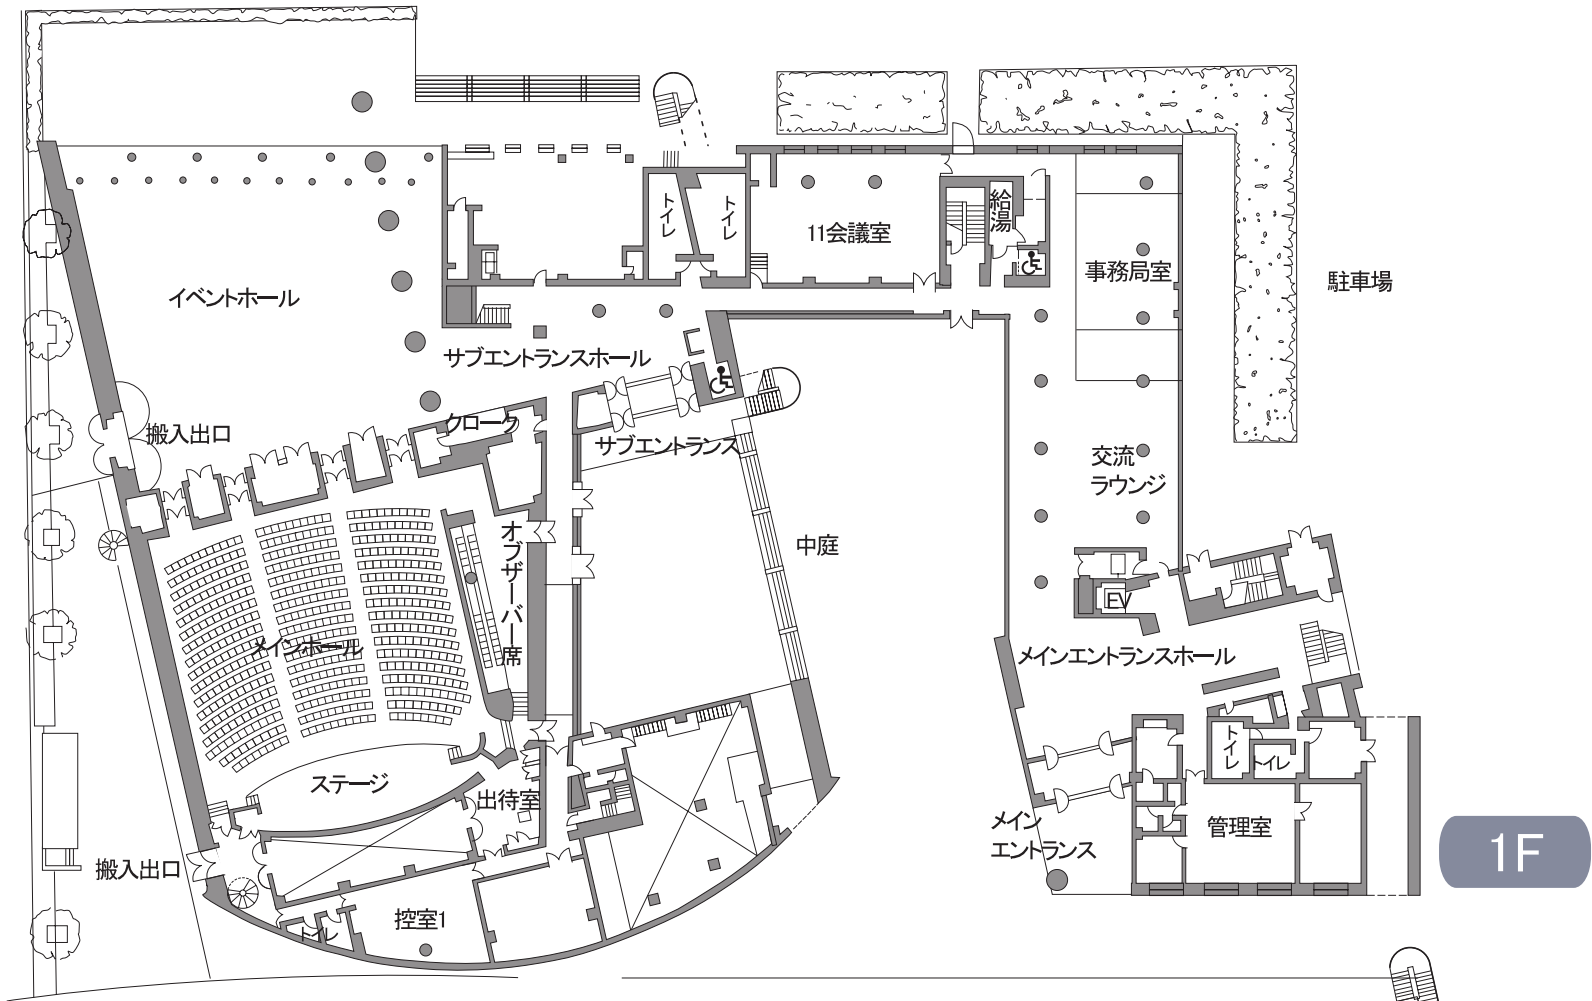 トイレ
トイレ
11会議室
給湯
事務局室
駐車場
イベントホール
サブエントランスホール
クローク
搬入出口
サブエントランス
交流
ラウンジ
オブザーバー席
中庭
EV
メインホール
メインエントランスホール
トイレ
トイレ
ステージ
出待室
メイン
エントランス
管理室
1F
搬入出口
控室1
トイレ